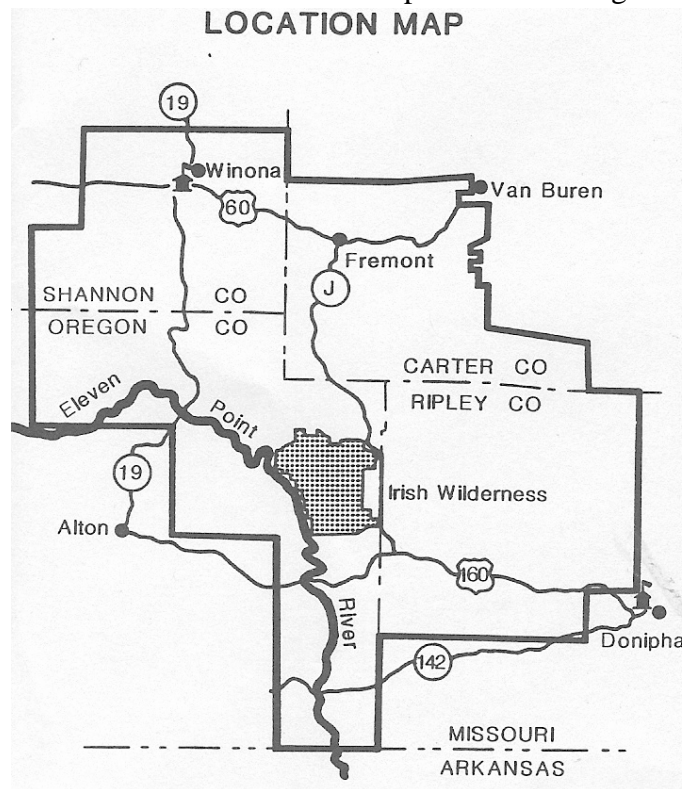 LOCATION MAP
19
Winona
60
Van Buren
Fremont
J
SHANNON CO
OREGON CO
CARTER CO
RIPLEY CO
Eleven
Point
19
Irish Wilderness
Alton
160
River
Donipha
142
MISSOURI
ARKANSAS